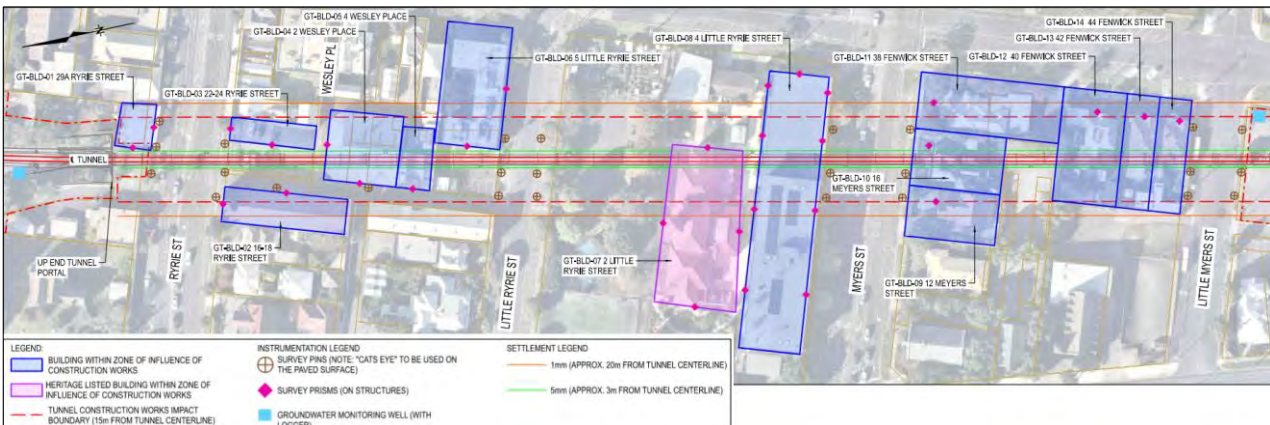 GT-BLD-05 4 WESLEY PLACE
GT-BLD-04 2 WESLEY PLACE
GT-BLD-01 29A RYRIE STREET
GT-BLD-03 22-24 RYRIE STREET
WESLEY PL
GT-BLD-06 5 LITTLE RYRIE STREET
GT-BLD-08 4 LITTLE RYRIE STREET
GT-BLD-14 44 FENWICK STREET
GT-BLD-13 42 FENWICK STREET
GT-BLD-11 38 FENWICK STREET
GT-BLD-12 40 FENWICK STREET
℄ TUNNEL
UP END TUNNEL
PORTAL
RYRIE ST
GT-BLD-02 16-18
RYRIE STREET
LITTLE RYRIE ST
GT-BLD-07 2 LITTLE
RYRIE STREET
MYERS ST
GT-BLD-10 16
MEYERS STREET
GT-BLD-09 12 MEYERS
STREET
LITTLE MYERS ST
LEGEND:
BUILDING WITHIN ZONE OF INFLUENCE OF
CONSTRUCTION WORKS
HERITAGE LISTED BUILDING WITHIN ZONE OF
INFLUENCE OF CONSTRUCTION WORKS
TUNNEL CONSTRUCTION WORKS IMPACT
BOUNDARY (15m FROM TUNNEL CENTERLINE)
INSTRUMENTATION LEGEND
SURVEY PINS (NOTE: "CATS EYE" TO BE USED ON
THE PAVED SURFACE)
SURVEY PRISMS (ON STRUCTURES)
GROUNDWATER MONITORING WELL (WITH
LOGGER)
SETTLEMENT LEGEND
1mm (APPROX. 20m FROM TUNNEL CENTERLINE)
5mm (APPROX. 3m FROM TUNNEL CENTERLINE)